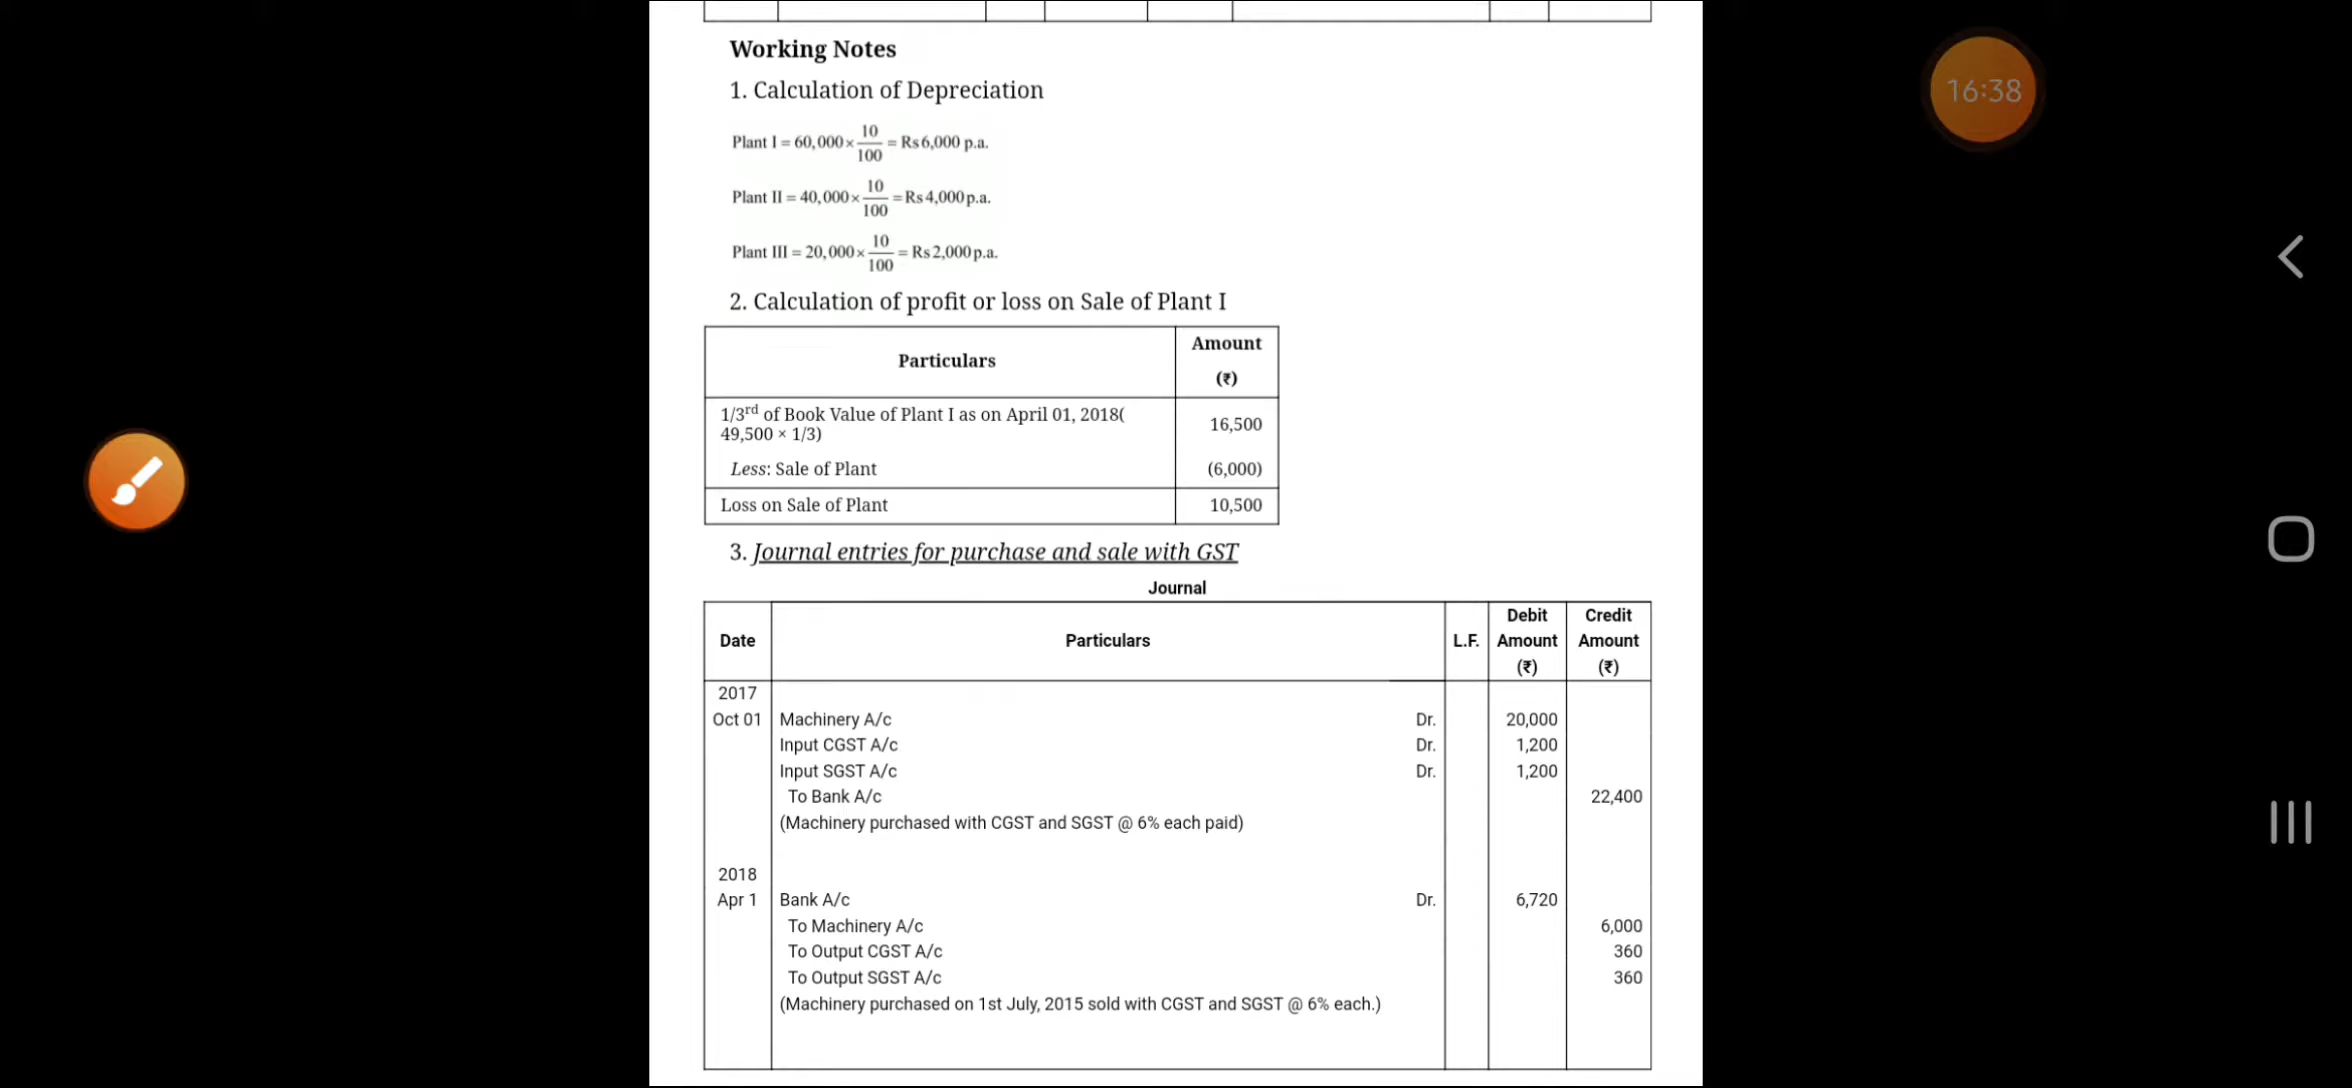 Working Notes
1. Calculation of Depreciation
Plant I = 60,000 × 10/100 = Rs 6,000 p.a.
Plant II = 40,000 × 10/100 = Rs 4,000 p.a.
Plant III = 20,000 × 10/100 = Rs 2,000 p.a.
2. Calculation of profit or loss on Sale of Plant I
Particulars Amount (₹)
1/3rd of Book Value of Plant I as on April 01, 2018(
49,500 × 1/3) 16,500
Less: Sale of Plant (6,000)
Loss on Sale of Plant 10,500
3. Journal entries for purchase and sale with GST
Journal
Date Particulars L.F. Debit Amount (₹) Credit Amount (₹)
2017
Oct 01 Machinery A/c Dr. 20,000
Input CGST A/c Dr. 1,200
Input SGST A/c Dr. 1,200
To Bank A/c 22,400
(Machinery purchased with CGST and SGST @ 6% each paid)
2018
Apr 1 Bank A/c Dr. 6,720
To Machinery A/c 6,000
To Output CGST A/c 360
To Output SGST A/c 360
(Machinery purchased on 1st July, 2015 sold with CGST and SGST @ 6% each.)
16:38